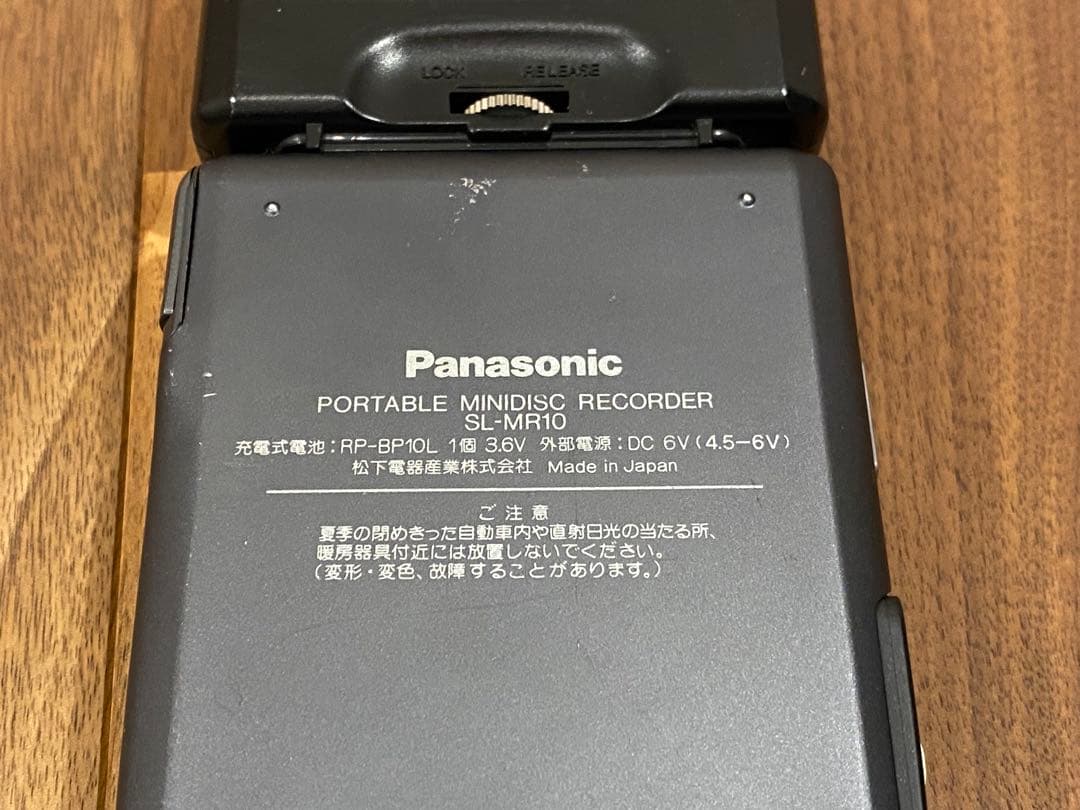 LOCK RELEASE
Panasonic
PORTABLE MINIDISC RECORDER
SL-MR10
充電式電池:RP-BP10L 1個 3.6V 外部電源:DC 6V(4.5-6V)
松下電器産業株式会社 Made in Japan
ご注意
夏季の閉めきった自動車内や直射日光の当たる所、
暖房器具付近には放置しないでください。
(変形・変色、故障することがあります。)